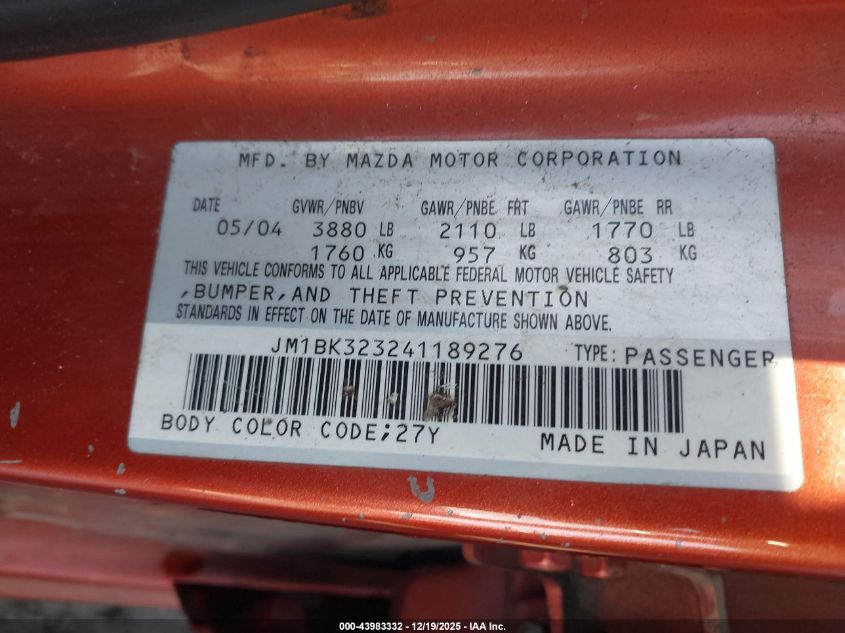 MFD. BY MAZDA MOTOR CORPORATION
DATE GVWR/PNBV GAWR/PNBE FRT GAWR/PNBE RR
05/04 3880 LB 2110 LB 1770 LB
1760 KG 957 KG 803 KG
THIS VEHICLE CONFORMS TO ALL APPLICABLE FEDERAL MOTOR VEHICLE SAFETY
,BUMPER,AND THEFT PREVENTION
STANDARDS IN EFFECT ON THE DATE OF MANUFACTURE SHOWN ABOVE.
JM1BK323241189276 TYPE: PASSENGER
BODY COLOR CODE;27Y MADE IN JAPAN
000-43983332 - 12/19/2025 - IAA Inc.